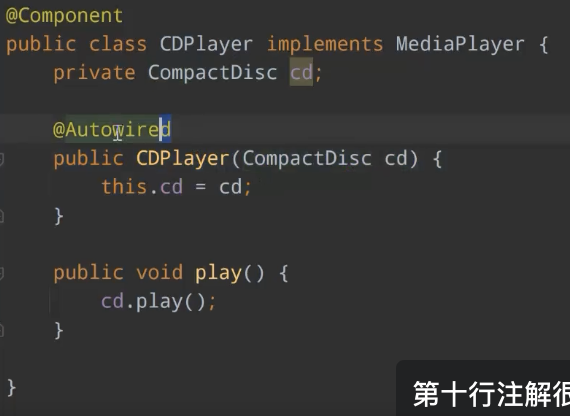 @Component
public class CDPlayer implements MediaPlayer {
    private CompactDisc cd;
    @Autowired
    public CDPlayer(CompactDisc cd) {
        this.cd = cd;
    }
    public void play() {
        cd.play();
    }
}
第十行注解很